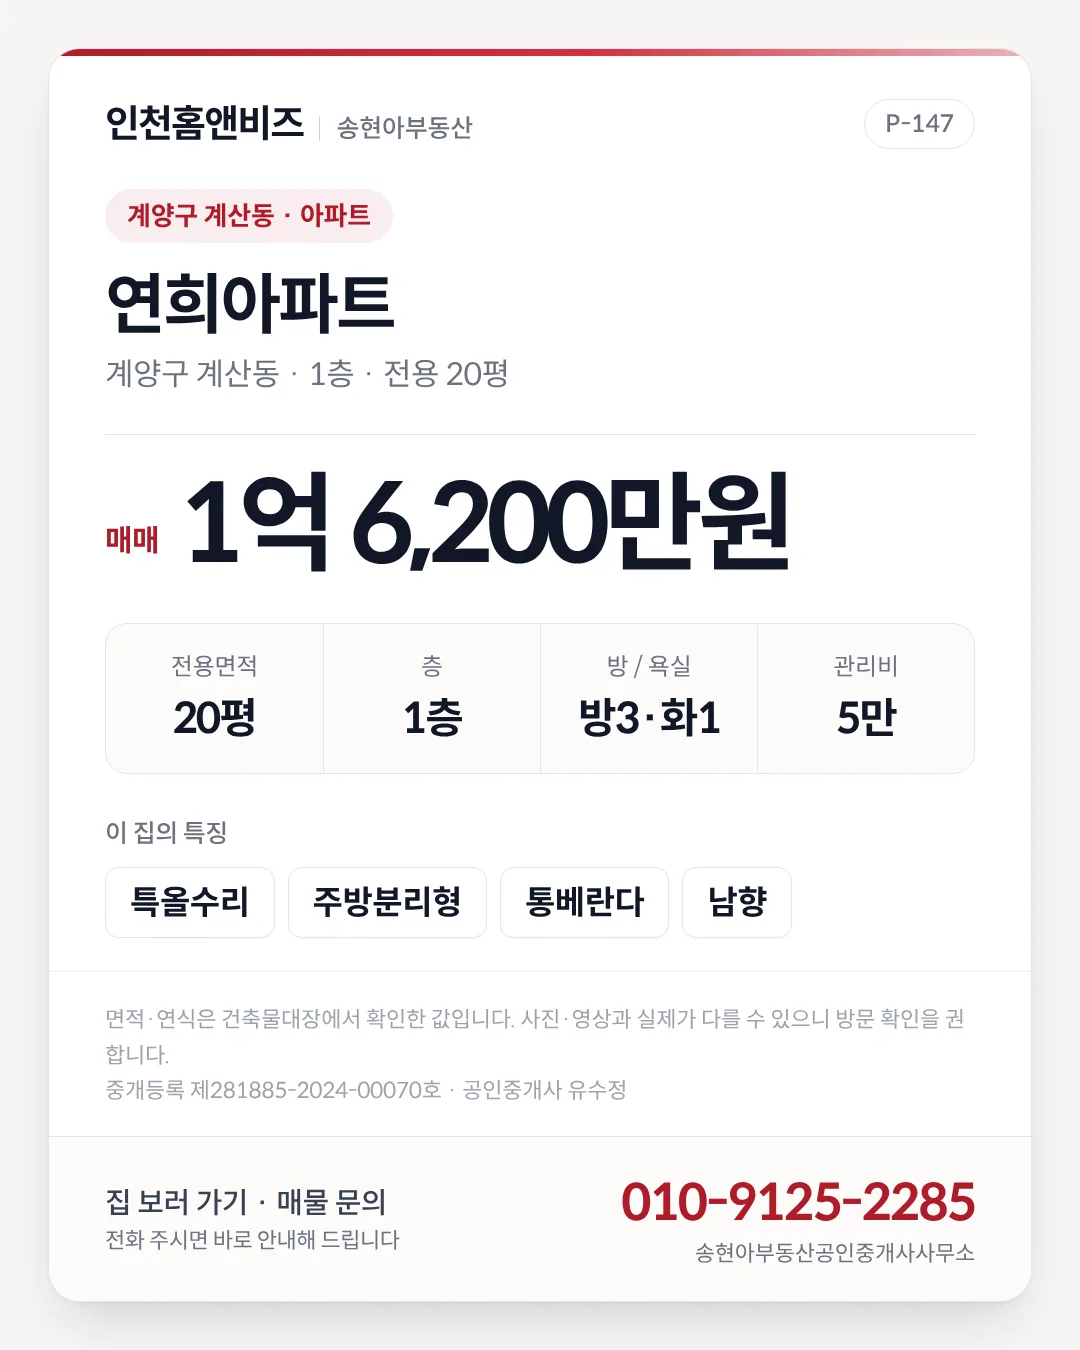 인천홈앤비즈 | 송현아부동산
P-147
계양구 계산동 · 아파트
연희아파트
계양구 계산동 · 1층 · 전용 20평
매매 1억 6,200만원
전용면적 층 방 / 욕실 관리비
20평 1층 방3·화1 5만
이 집의 특징
특올수리 주방분리형 통베란다 남향
면적·연식은 건축물대장에서 확인한 값입니다. 사진·영상과 실제가 다를 수 있으니 방문 확인을 권
합니다.
중개등록 제281885-2024-00070호 · 공인중개사 유수정
집 보러 가기 · 매물 문의
전화 주시면 바로 안내해 드립니다
010-9125-2285
송현아부동산공인중개사사무소